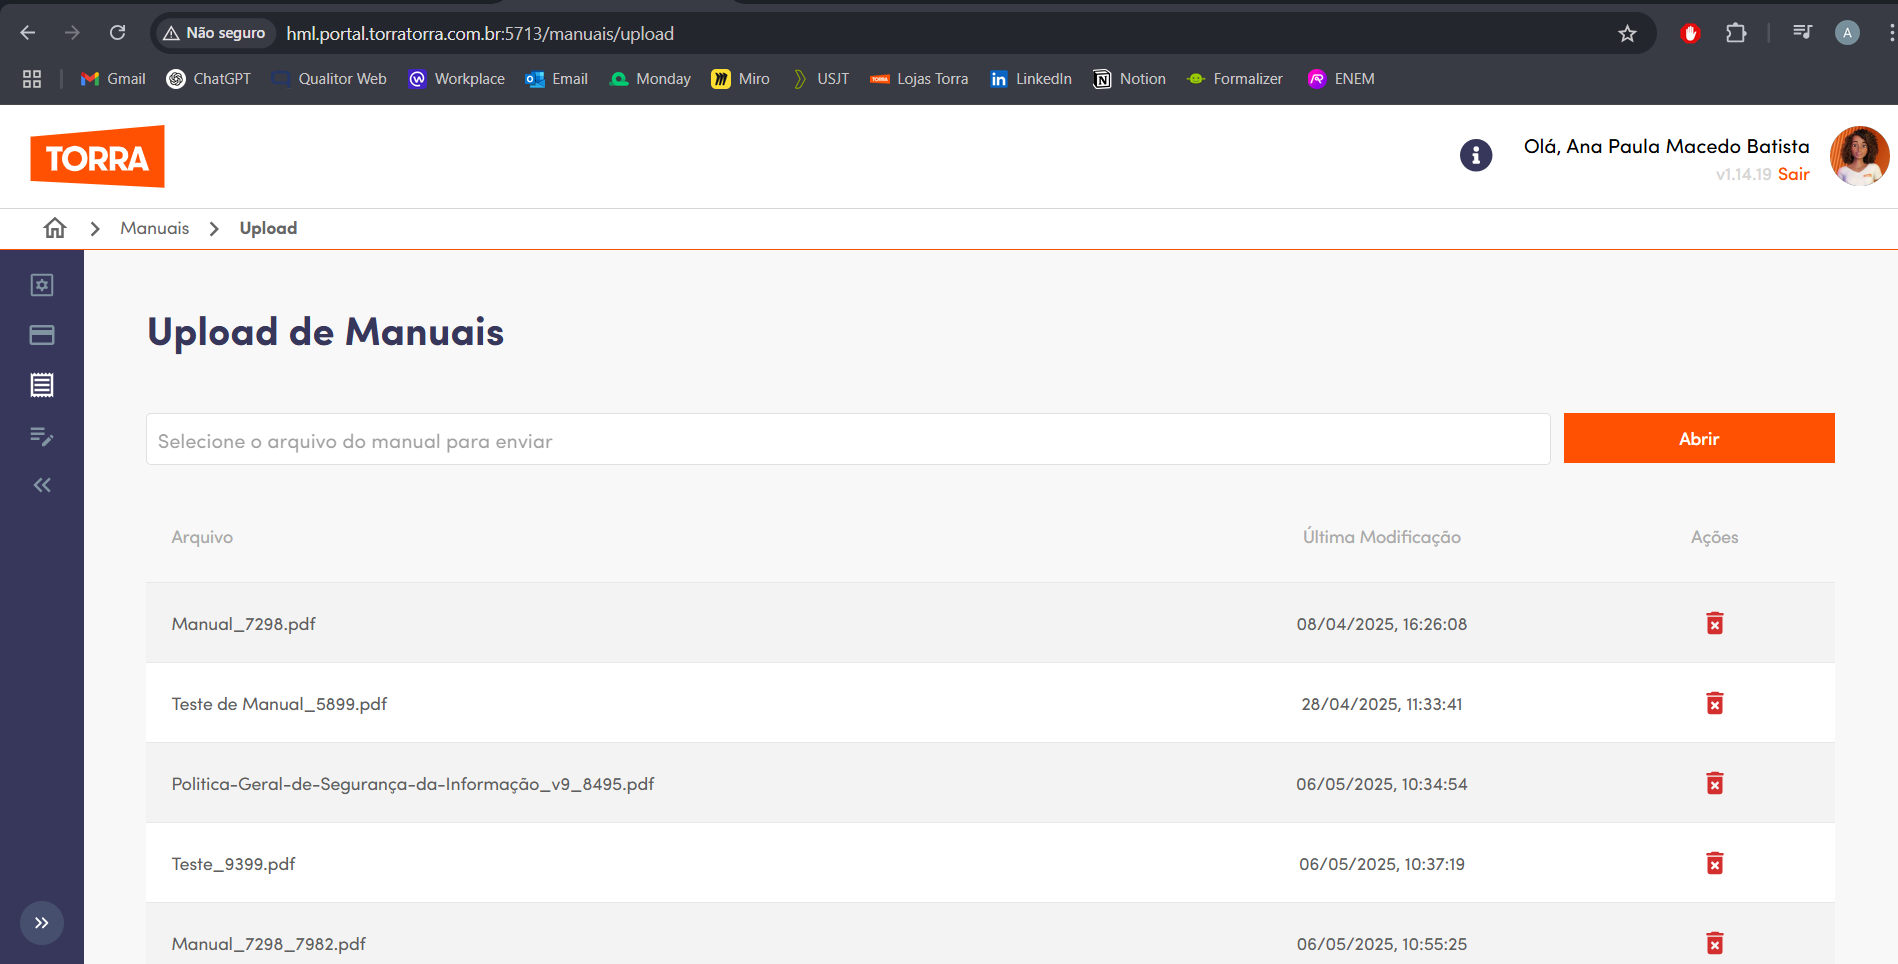 Não seguro hml.portal.torratorra.com.br:5713/manuais/upload A
Gmail ChatGPT Qualitor Web Workplace Email Monday Miro USJT Lojas Torra LinkedIn Notion Formalizer ENEM
TORRA
Olá, Ana Paula Macedo Batista
v1.14.19 Sair
Manuais Upload
Upload de Manuais
Selecione o arquivo do manual para enviar Abrir
Arquivo Última Modificação Ações
Manual_7298.pdf 08/04/2025, 16:26:08
Teste de Manual_5899.pdf 28/04/2025, 11:33:41
Politica-Geral-de-Segurança-da-Informação_v9_8495.pdf 06/05/2025, 10:34:54
Teste_9399.pdf 06/05/2025, 10:37:19
Manual_7298_7982.pdf 06/05/2025, 10:55:25